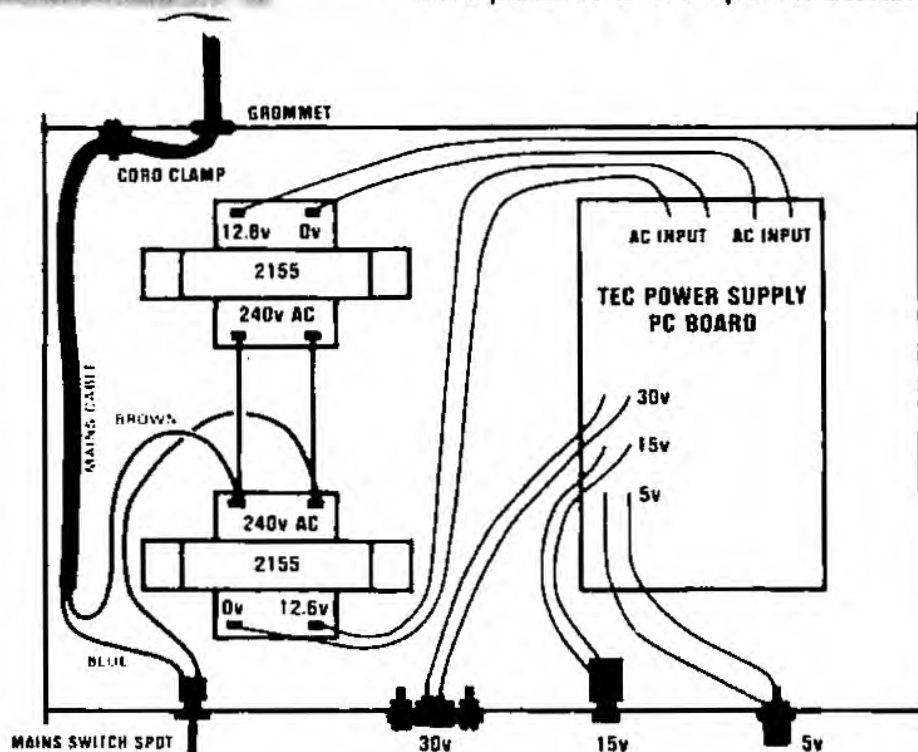 GROMMET
CORD CLAMP
12.6v 0v
AC INPUT AC INPUT
2155
TEC POWER SUPPLY
PC BOARD
240v AC
MAINS CABLE
BROWN
30v
15v
5v
240v AC
2155
0v 12.6v
BLUE
MAINS SWITCH SPDT
30v
15v
5v